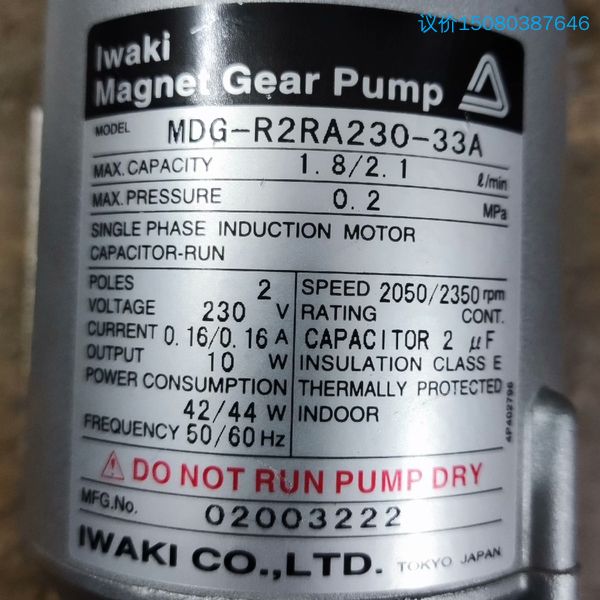 议价15080387646
Iwaki
Magnet Gear Pump
MODEL MDG-R2RA230-33A
MAX. CAPACITY 1.8/2.1 ℓ/min
MAX. PRESSURE 0.2 MPa
SINGLE PHASE INDUCTION MOTOR
CAPACITOR-RUN
POLES 2
VOLTAGE 230 V
CURRENT 0.16/0.16 A
OUTPUT 10 W
POWER CONSUMPTION
42/44 W
FREQUENCY 50/60 Hz
SPEED 2050/2350 rpm
RATING CONT.
CAPACITOR 2 μF
INSULATION CLASS E
THERMALLY PROTECTED
INDOOR
4P402796
DO NOT RUN PUMP DRY
MFG.No. 02003222
IWAKI CO.,LTD. TOKYO JAPAN